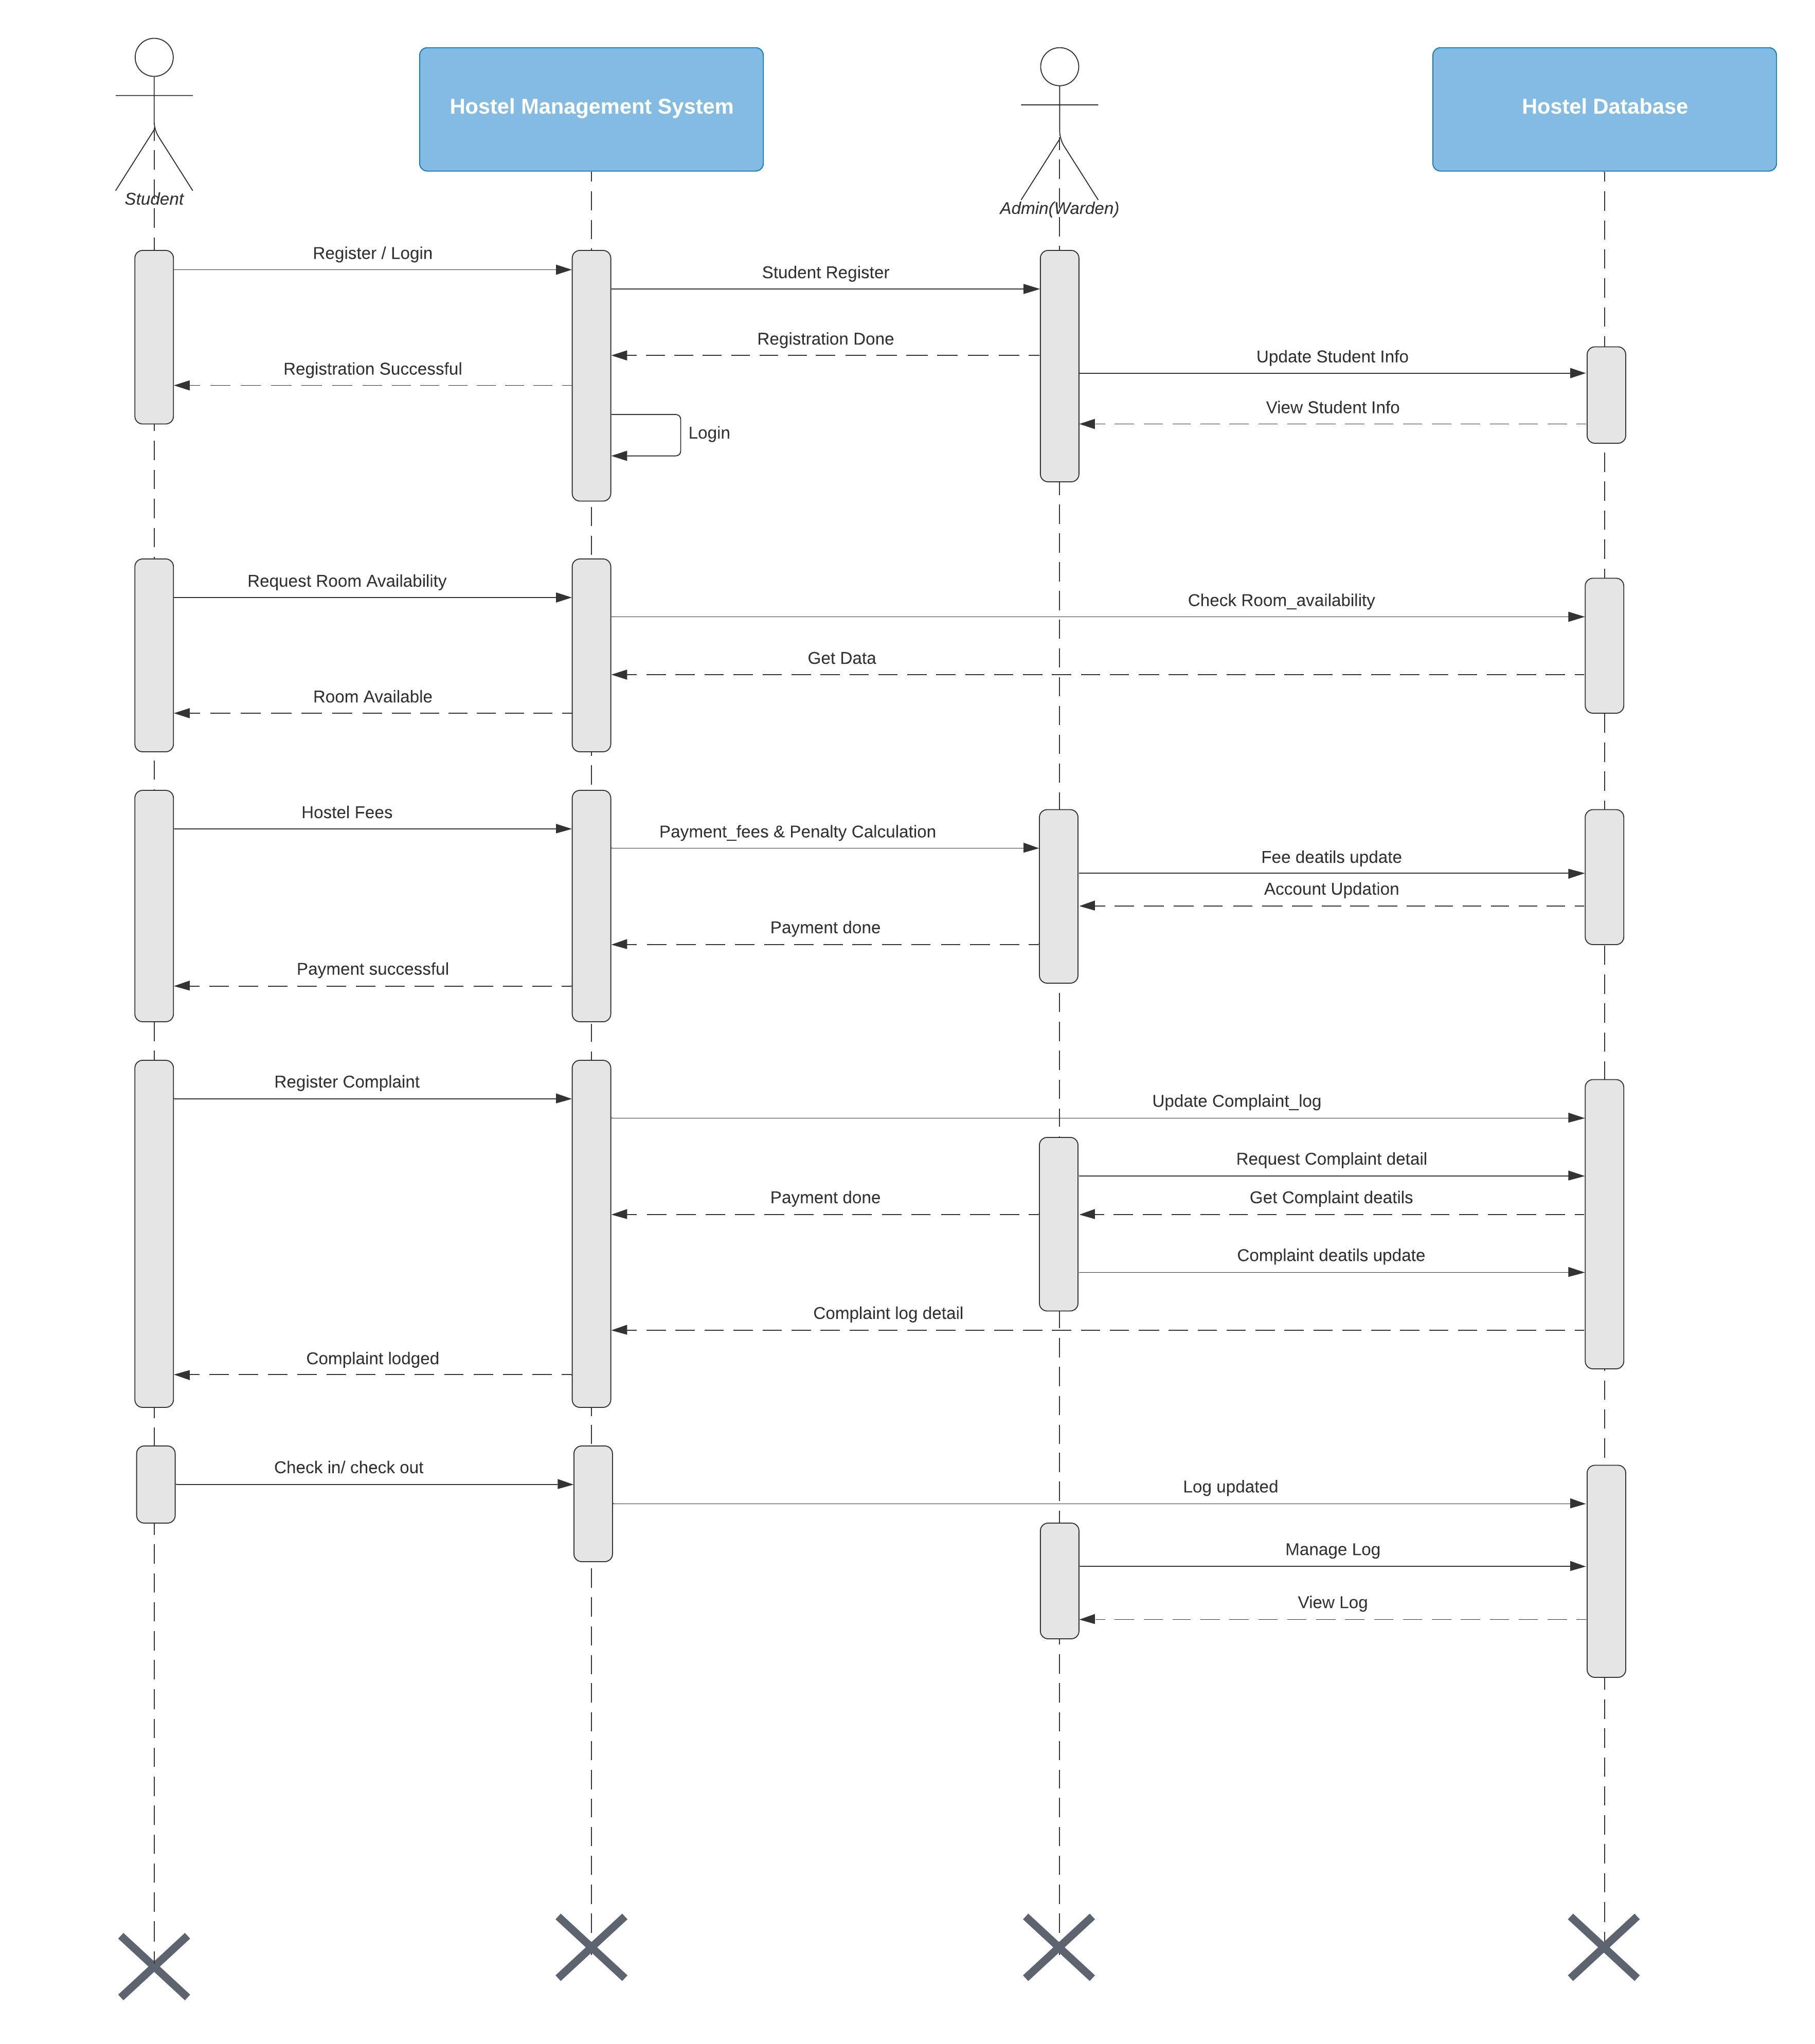 Hostel Management System
Hostel Database
Student
Admin(Warden)
Register / Login
Student Register
Registration Done
Update Student Info
Registration Successful
View Student Info
Login
Request Room Availability
Check Room_availability
Get Data
Room Available
Hostel Fees
Payment_fees & Penalty Calculation
Fee deatils update
Account Updation
Payment done
Payment successful
Register Complaint
Update Complaint_log
Request Complaint detail
Payment done
Get Complaint deatils
Complaint deatils update
Complaint log detail
Complaint lodged
Check in/ check out
Log updated
Manage Log
View Log